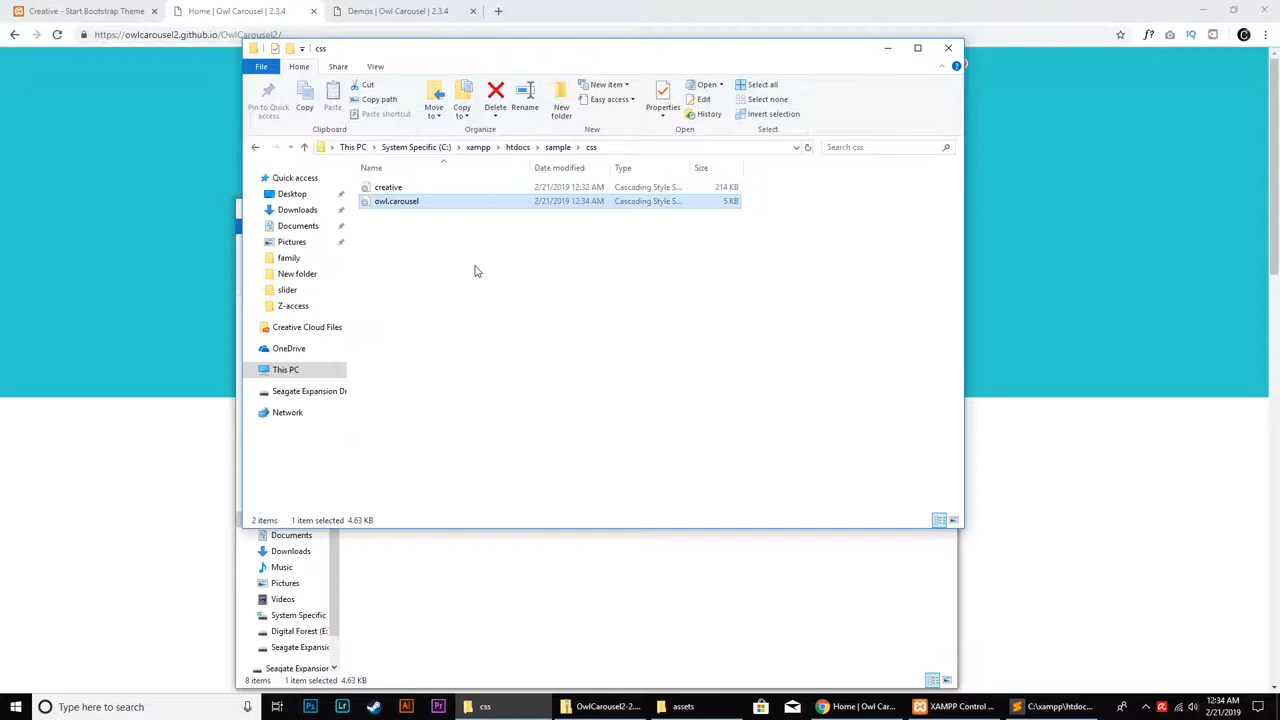 Creative - Start Bootstrap Theme
Home | Owl Carousel | 2.3.4
Demos | Owl Carousel | 2.3.4
https://owlcarousel2.github.io/OwlCarousel2/
css
File Home Share View
Pin to Quick access
Copy
Paste
Cut
Copy path
Paste shortcut
Move to
Copy to
Delete
Rename
New folder
New item
Easy access
Properties
Open
Edit
History
Select all
Select none
Invert selection
Clipboard Organize New Open Select
This PC > System Specific (C:) > xampp > htdocs > sample > css
Search css
Name Date modified Type Size
creative 2/21/2019 12:32 AM Cascading Style S... 214 KB
owl.carousel 2/21/2019 12:34 AM Cascading Style S... 5 KB
Quick access
Desktop
Downloads
Documents
Pictures
family
New folder
slider
Z-access
Creative Cloud Files
OneDrive
This PC
Seagate Expansion Dr
Network
2 items 1 item selected 4.63 KB
Documents
Downloads
Music
Pictures
Videos
System Specific
Digital Forest (E:
Seagate Expansi
Seagate Expansion
8 items 1 item selected 348 KB
Type here to search
Ps
Lr
Ai
Pr
css
OwlCarousel2-2....
assets
Home | Owl Car...
XAMPP Control ...
C:\xampp\htdoc...
12:34 AM
2/21/2019